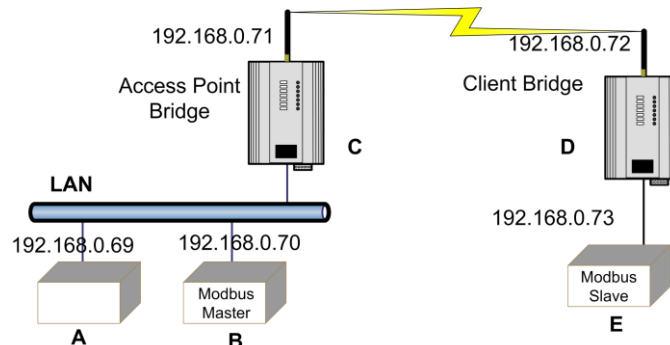 192.168.0.71
192.168.0.72
Access Point
Bridge
Client Bridge
C
D
LAN
192.168.0.69
192.168.0.70
192.168.0.73
Modbus
Master
Modbus
Slave
A
B
E